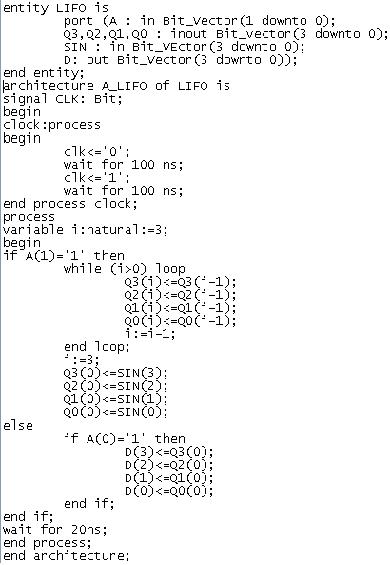 entity LIFO is
port (A : in Bit_Vector(1 downto 0);
Q3,Q2,Q1,Q0 : inout Bit_Vector(3 downto 0);
SIN : in Bit_VEctor(3 downto 0);
D: out Bit_Vector(3 downto 0));
end entity;
architecture A_LIFO of LIFO is
signal CLK: Bit;
begin
clock:process
begin
clk<='0';
wait for 100 ns;
clk<='1';
wait for 100 ns;
end process clock;
process
variable i:natural:=3;
begin
if A(1)='1' then
while (i>0) loop
Q3(i)<=Q3(i-1);
Q2(i)<=Q2(i-1);
Q1(i)<=Q1(i-1);
Q0(i)<=Q0(i-1);
i:=i-1;
end loop;
i:=3;
Q3(0)<=SIN(3);
Q2(0)<=SIN(2);
Q1(0)<=SIN(1);
Q0(0)<=SIN(0);
else
if A(0)='1' then
D(3)<=Q3(0);
D(2)<=Q2(0);
D(1)<=Q1(0);
D(0)<=Q0(0);
end if;
end if;
wait for 20ns;
end process;
end architecture;